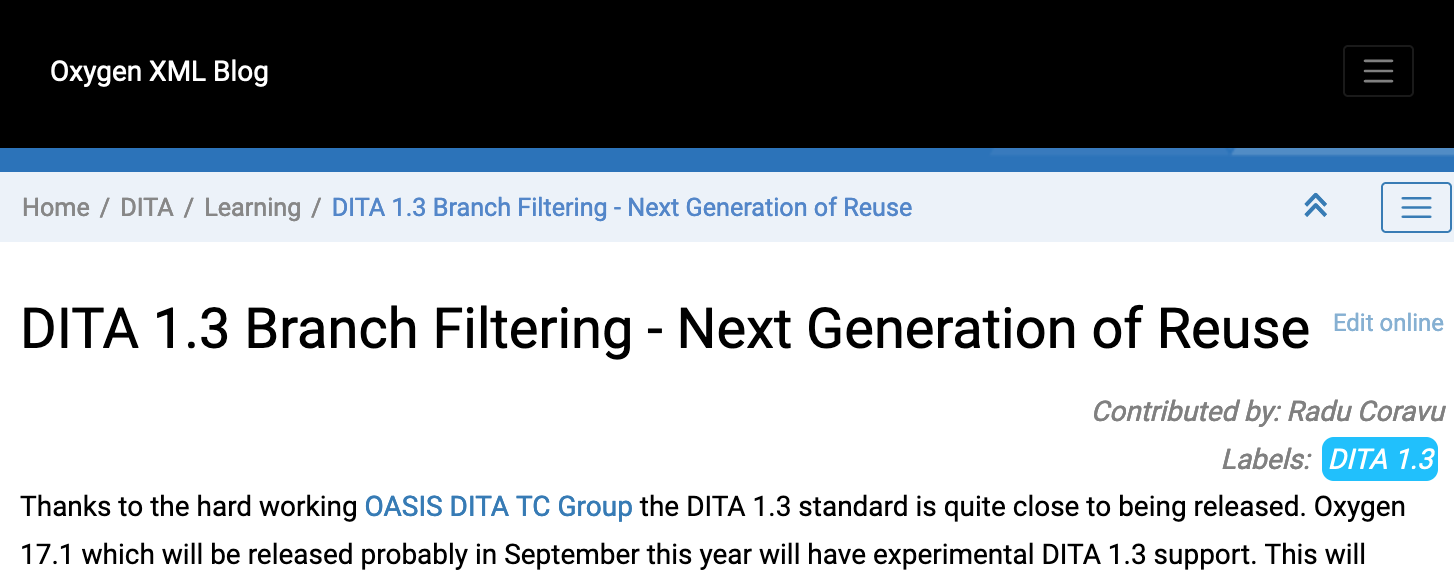 Oxygen XML Blog
Home / DITA / Learning / DITA 1.3 Branch Filtering - Next Generation of Reuse
DITA 1.3 Branch Filtering - Next Generation of Reuse Edit online
Contributed by: Radu Coravu
Labels: DITA 1.3
Thanks to the hard working OASIS DITA TC Group the DITA 1.3 standard is quite close to being released. Oxygen
17.1 which will be released probably in September this year will have experimental DITA 1.3 support. This will